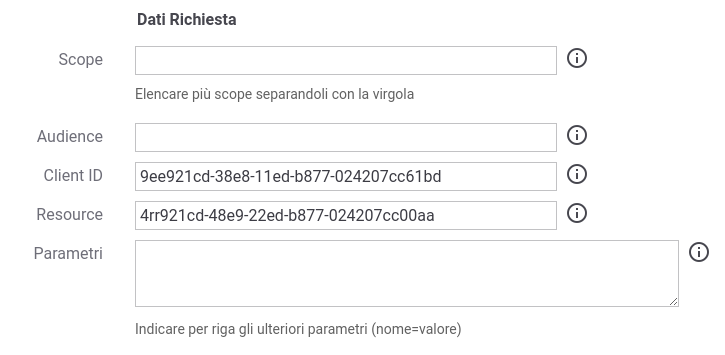 Dati Richiesta
Scope
Elencare più scope separandoli con la virgola
Audience
Client ID 9ee921cd-38e8-11ed-b877-024207cc61bd
Resource 4rr921cd-48e9-22ed-b877-024207cc00aa
Parametri
Indicare per riga gli ulteriori parametri (nome=valore)